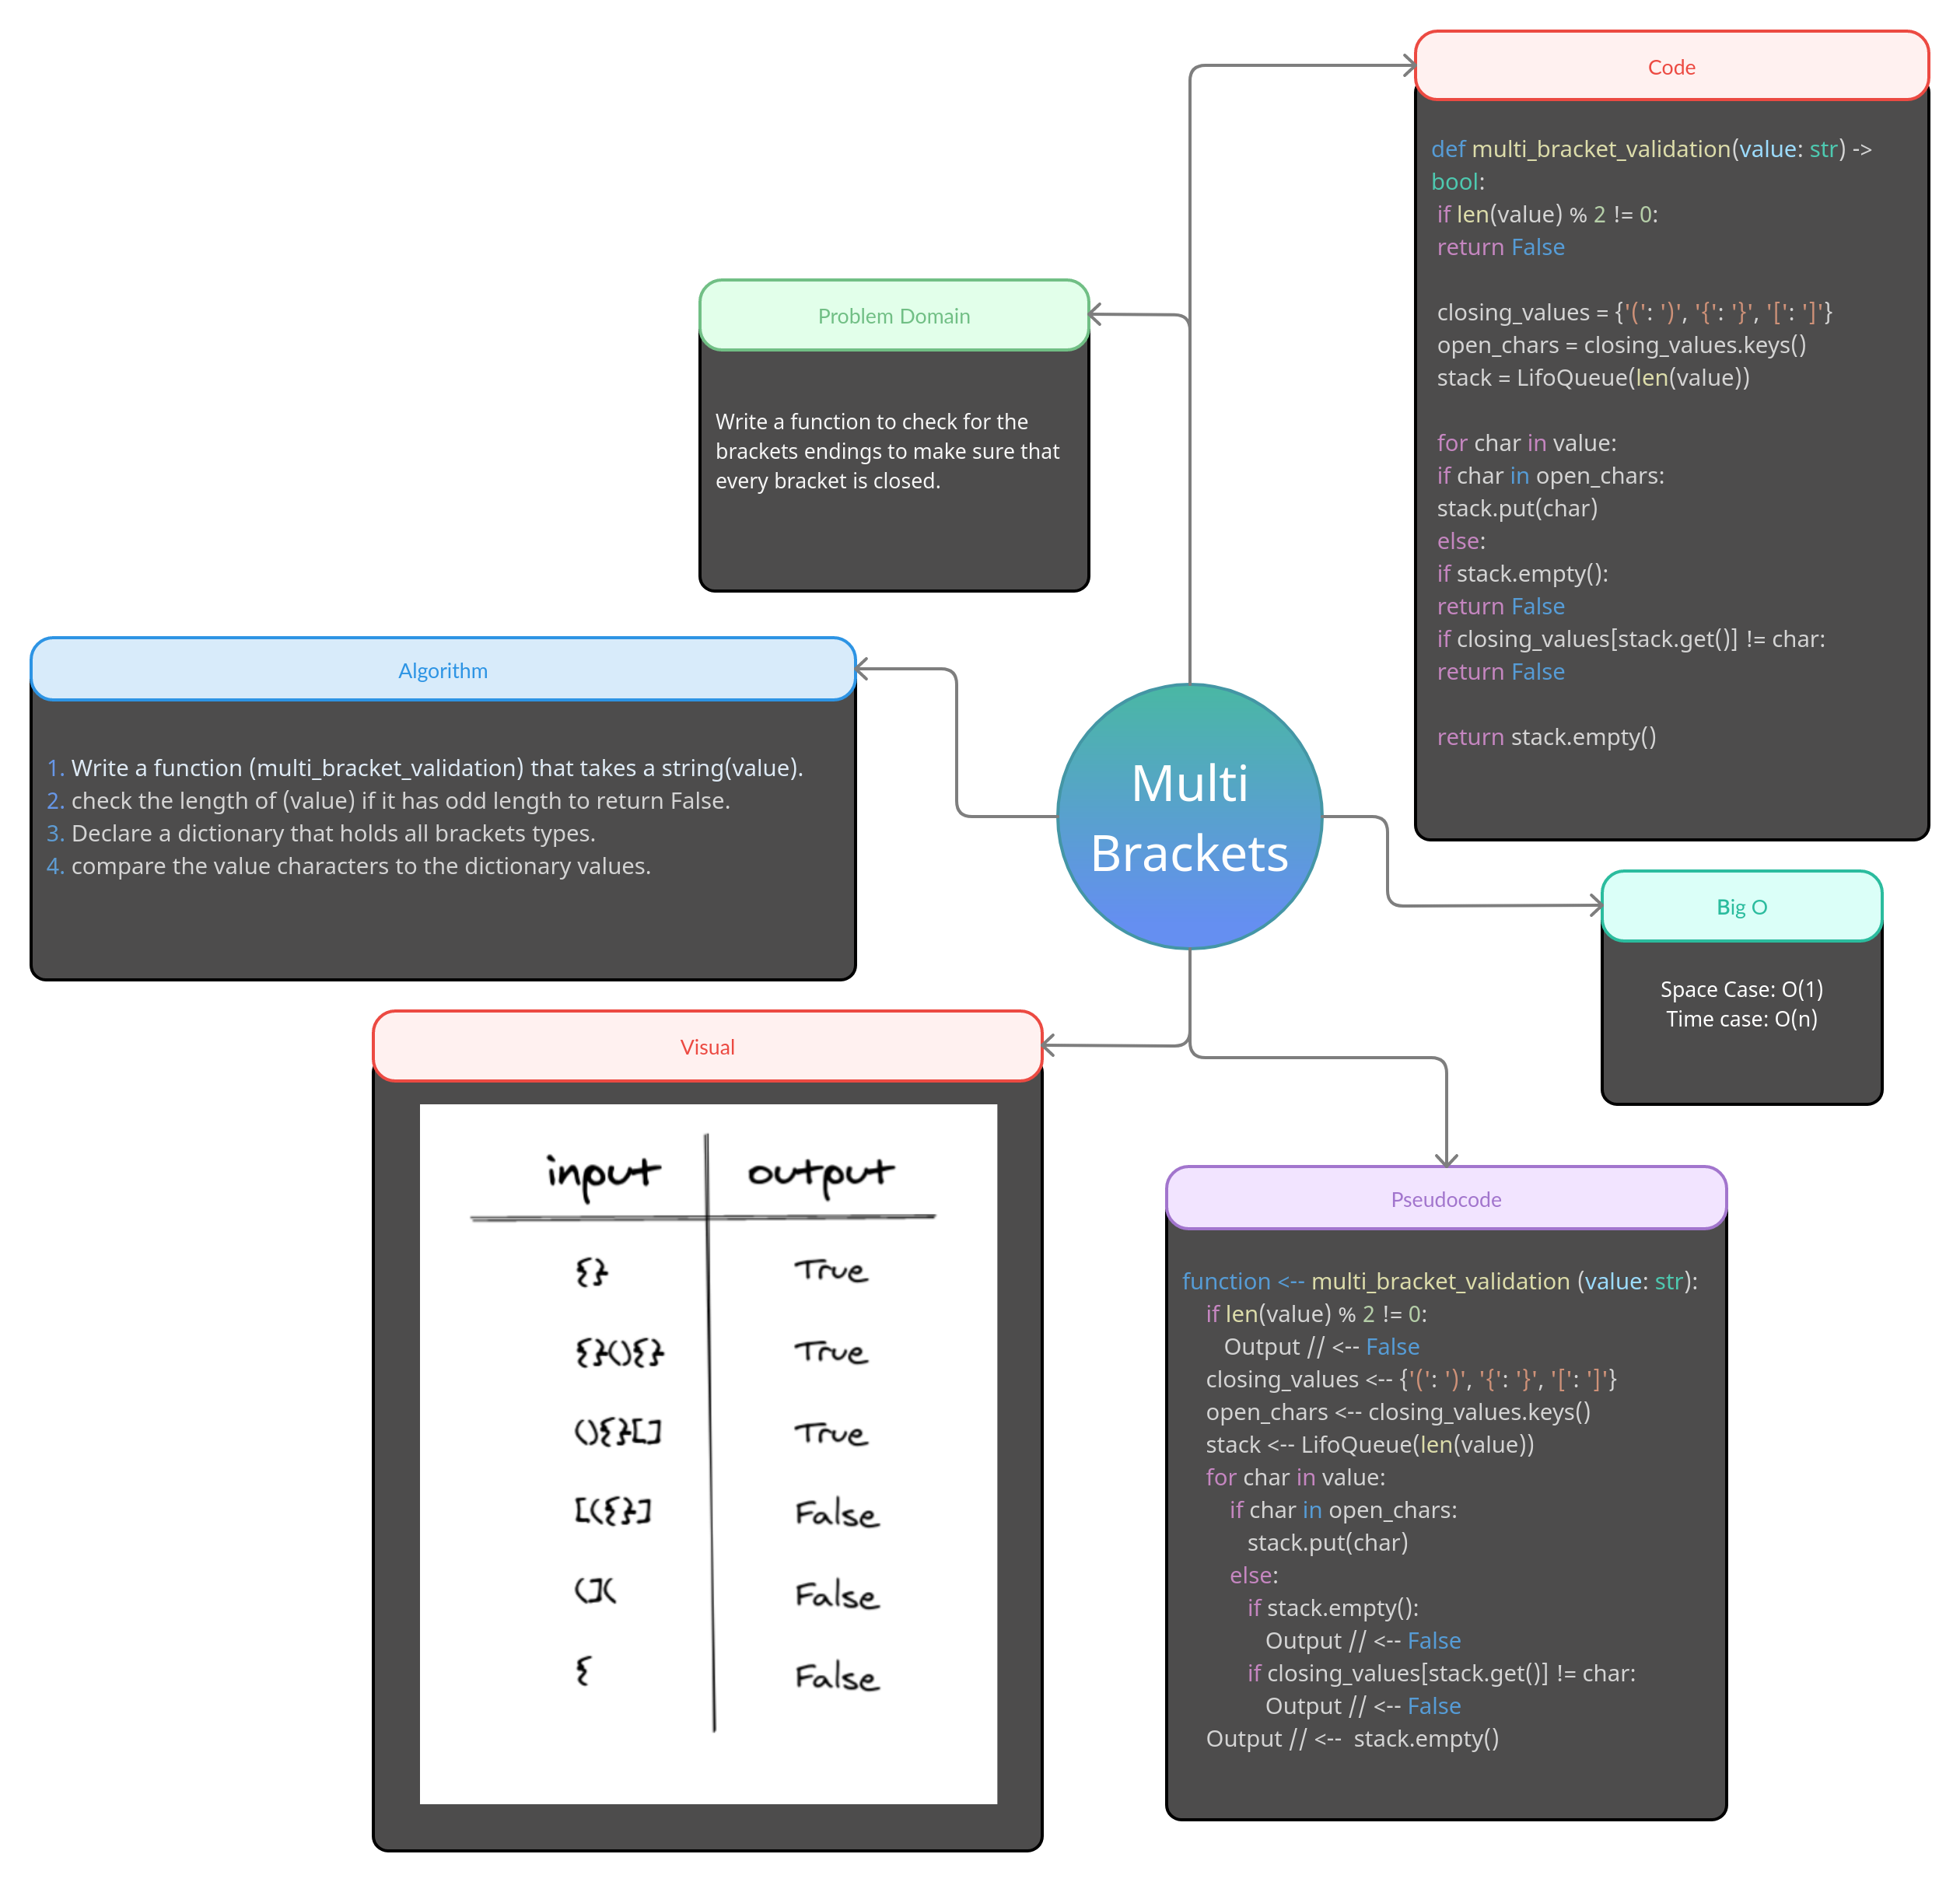 Code
def multi_bracket_validation(value: str) ->
bool:
if len(value) % 2 != 0:
return False
closing_values = {'(': ')', '{': '}', '[': ']'}
open_chars = closing_values.keys()
stack = LifoQueue(len(value))
for char in value:
if char in open_chars:
stack.put(char)
else:
if stack.empty():
return False
if closing_values[stack.get()] != char:
return False
return stack.empty()
Problem Domain
Write a function to check for the
brackets endings to make sure that
every bracket is closed.
Algorithm
1. Write a function (multi_bracket_validation) that takes a string(value).
2. check the length of (value) if it has odd length to return False.
3. Declare a dictionary that holds all brackets types.
4. compare the value characters to the dictionary values.
Multi
Brackets
Big O
Space Case: O(1)
Time case: O(n)
Visual
input output
{} True
{}(){} True
(){}[] True
[({}] False
(]( False
{ False
Pseudocode
function <-- multi_bracket_validation (value: str):
if len(value) % 2 != 0:
Output // <-- False
closing_values <-- {'(': ')', '{': '}', '[': ']'}
open_chars <-- closing_values.keys()
stack <-- LifoQueue(len(value))
for char in value:
if char in open_chars:
stack.put(char)
else:
if stack.empty():
Output // <-- False
if closing_values[stack.get()] != char:
Output // <-- False
Output // <-- stack.empty()